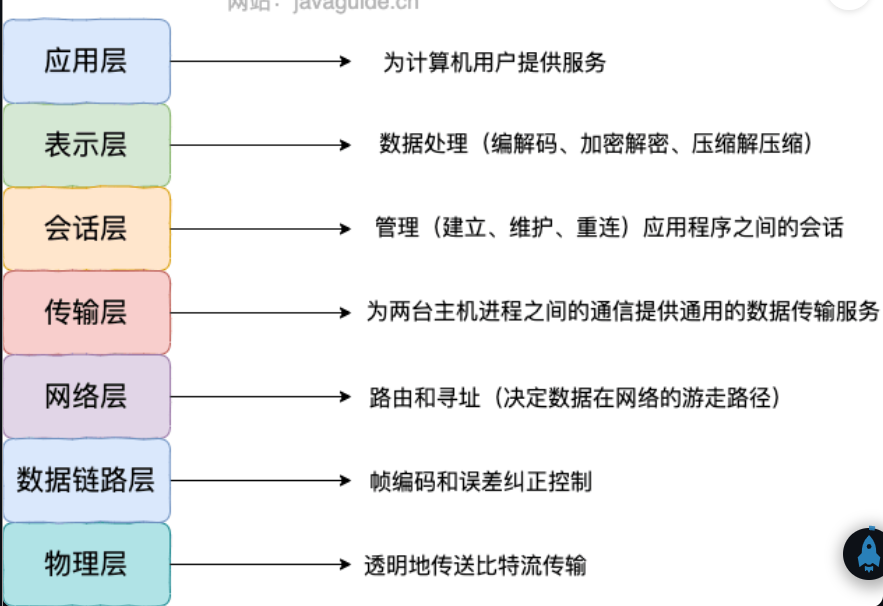 网站：javaguide.cn
应用层
为计算机用户提供服务
表示层
数据处理（编解码、加密解密、压缩解压缩）
会话层
管理（建立、维护、重连）应用程序之间的会话
传输层
为两台主机进程之间的通信提供通用的数据传输服务
网络层
路由和寻址（决定数据在网络的游走路径）
数据链路层
帧编码和误差纠正控制
物理层
透明地传送比特流传输